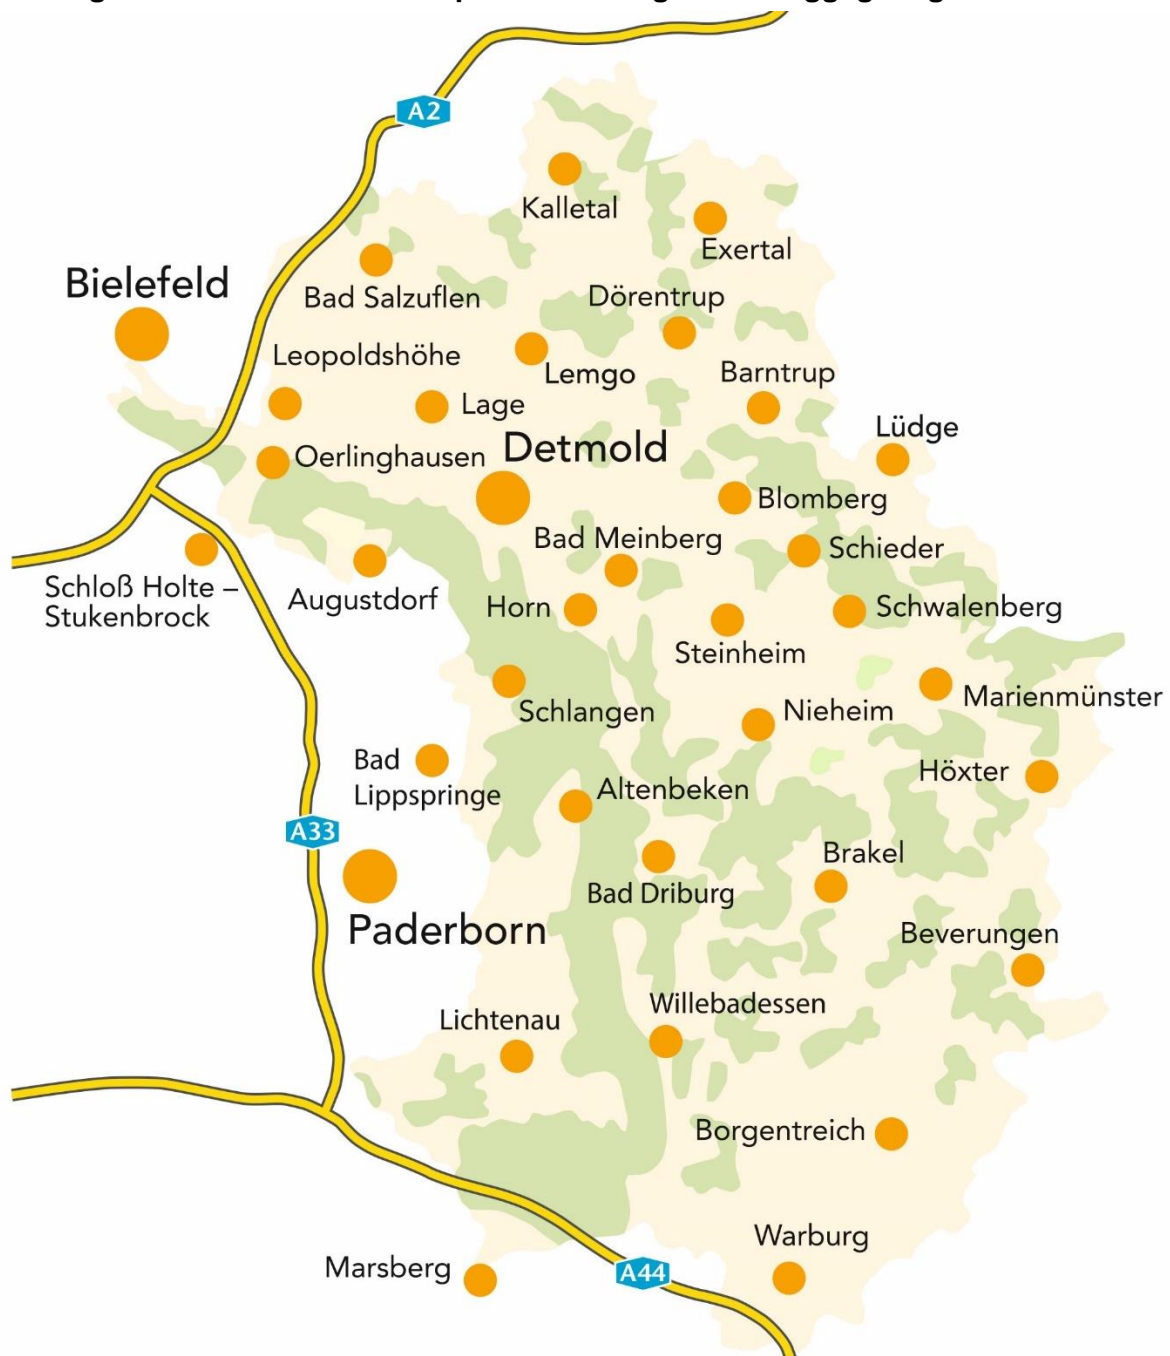 A2
Kalletal
Exertal
Bielefeld
Bad Salzuflen
Dörentrup
Leopoldshöhe
Lemgo
Barntrup
Lage
Lüdge
Detmold
Oerlinghausen
Blomberg
Bad Meinberg
Schieder
Schloß Holte –
Stukenbrock
Augustdorf
Horn
Schwalenberg
Steinheim
Marienmünster
Schlangen
Nieheim
Bad
Lippspringe
Höxter
Altenbeken
A33
Brakel
Bad Driburg
Paderborn
Beverungen
Willebadessen
Lichtenau
Borgentreich
Warburg
Marsberg
A44